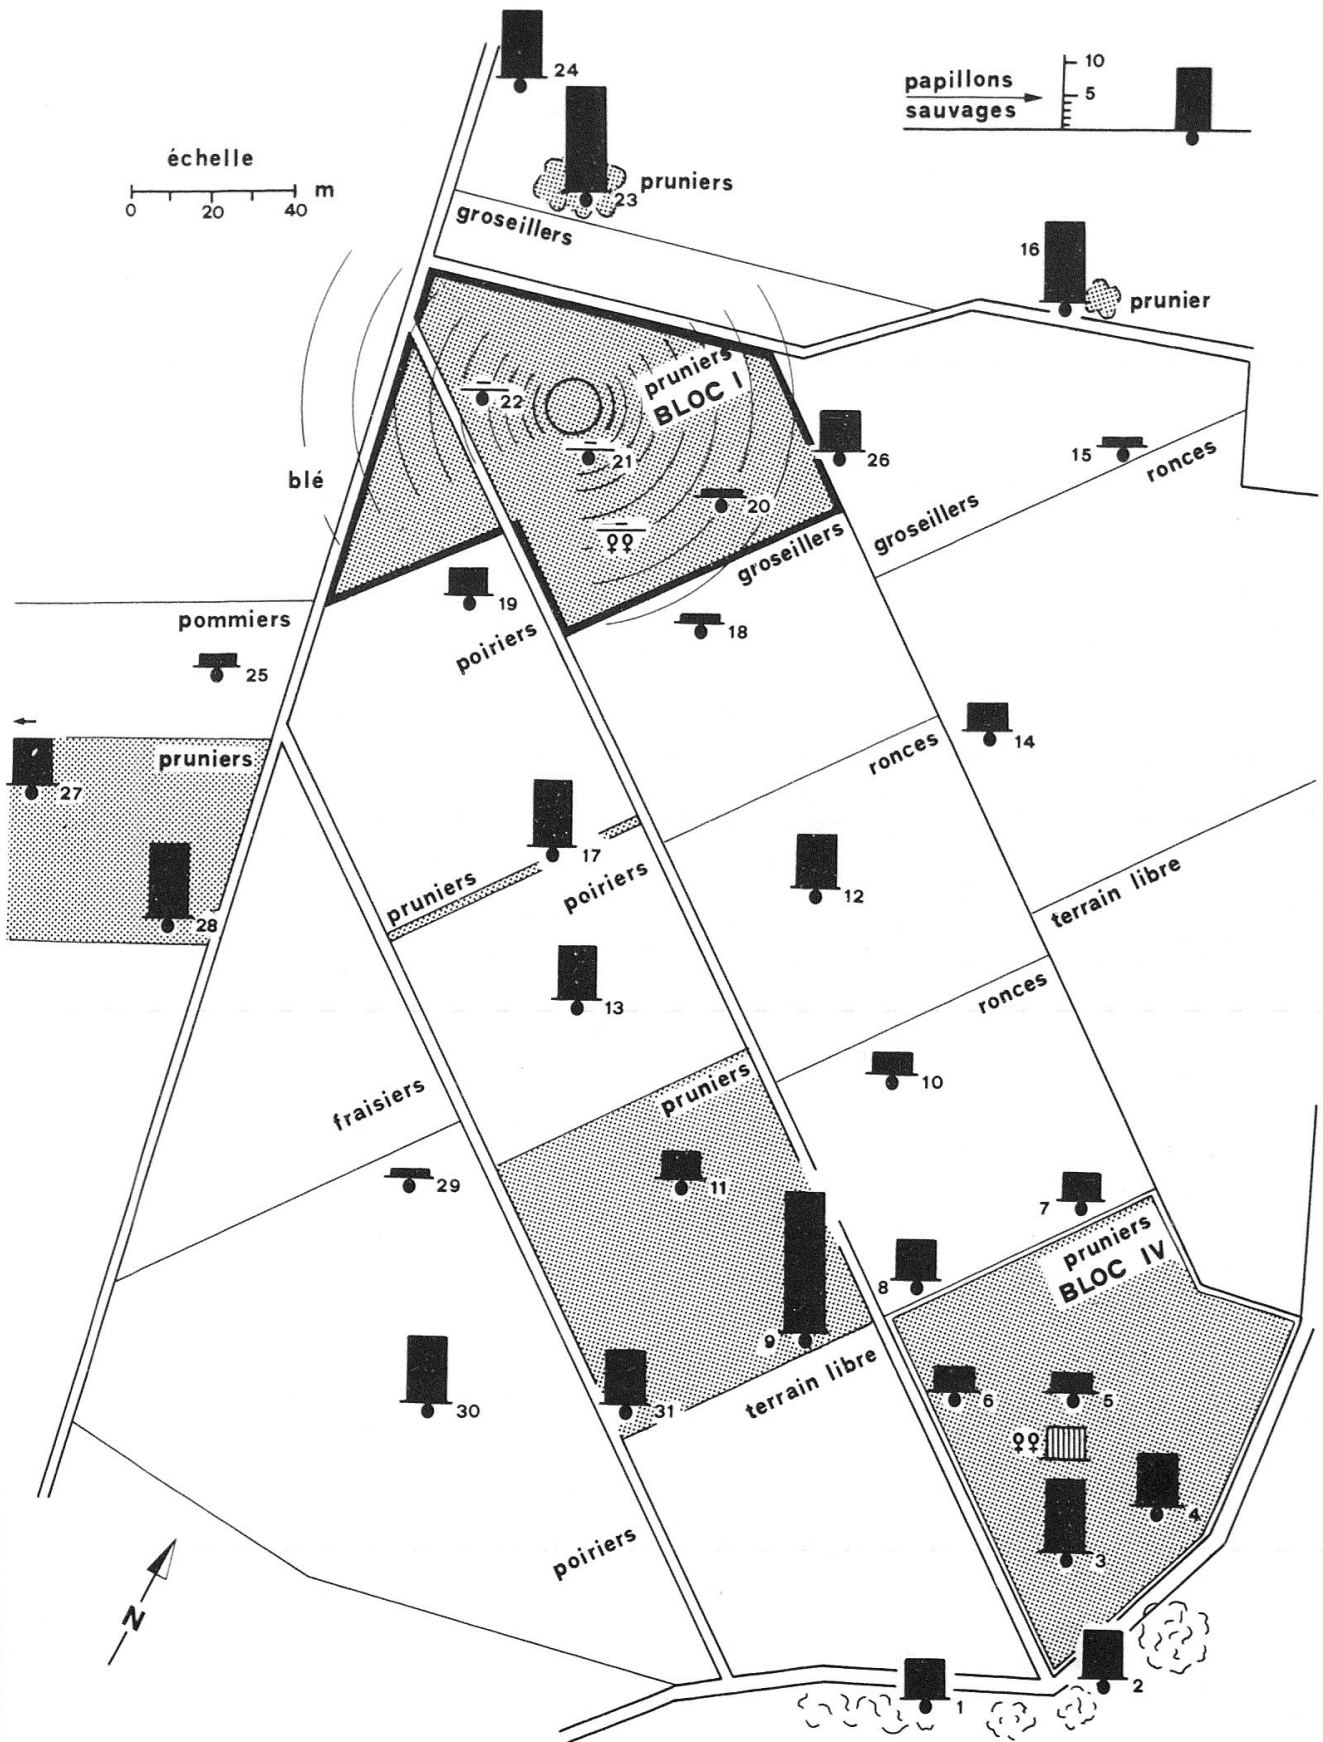 24
10
papillons
5
sauvages
échelle
m
0 20 40
pruniers
23
groseillers
16
prunier
pruniers
BLOC I
22
21
26
15
ronces
blé
20
♀♀
groseillers
groseillers
19
18
pommiers
poiriers
25
14
pruniers
ronces
27
17
12
pruniers
poiriers
terrain libre
28
13
ronces
10
pruniers
fraisiers
29
11
7
pruniers
BLOC IV
8
9
terrain libre
6
5
30
31
♀♀
4
3
poiriers
N
2
1